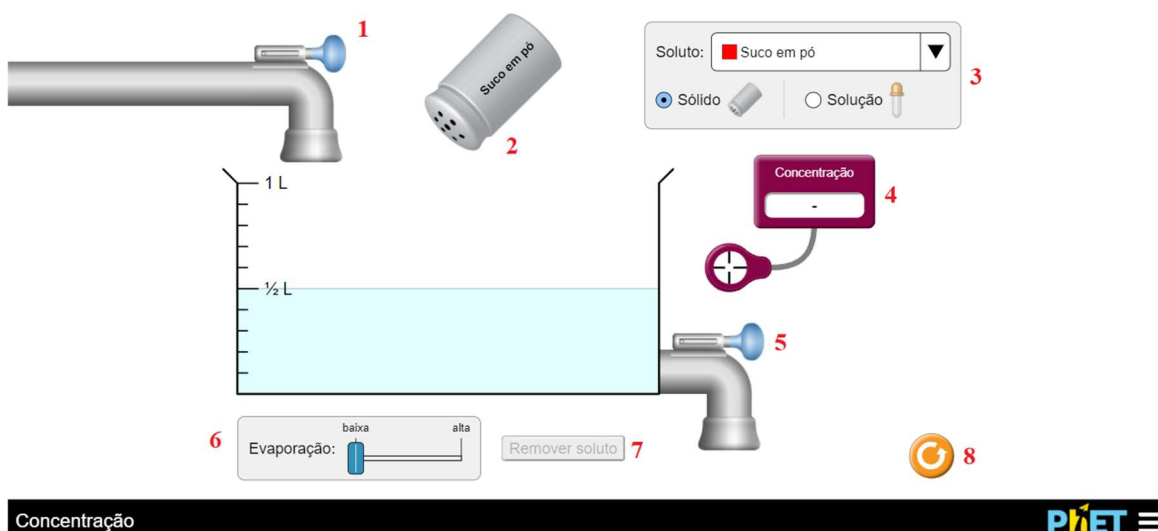 1
Suco em pó
2
Soluto:
Suco em pó
3
Sólido
Solução
Concentração
-
4
1 L
½ L
5
6
baixa
alta
Evaporação:
Remover soluto
7
8
Concentração
PhET